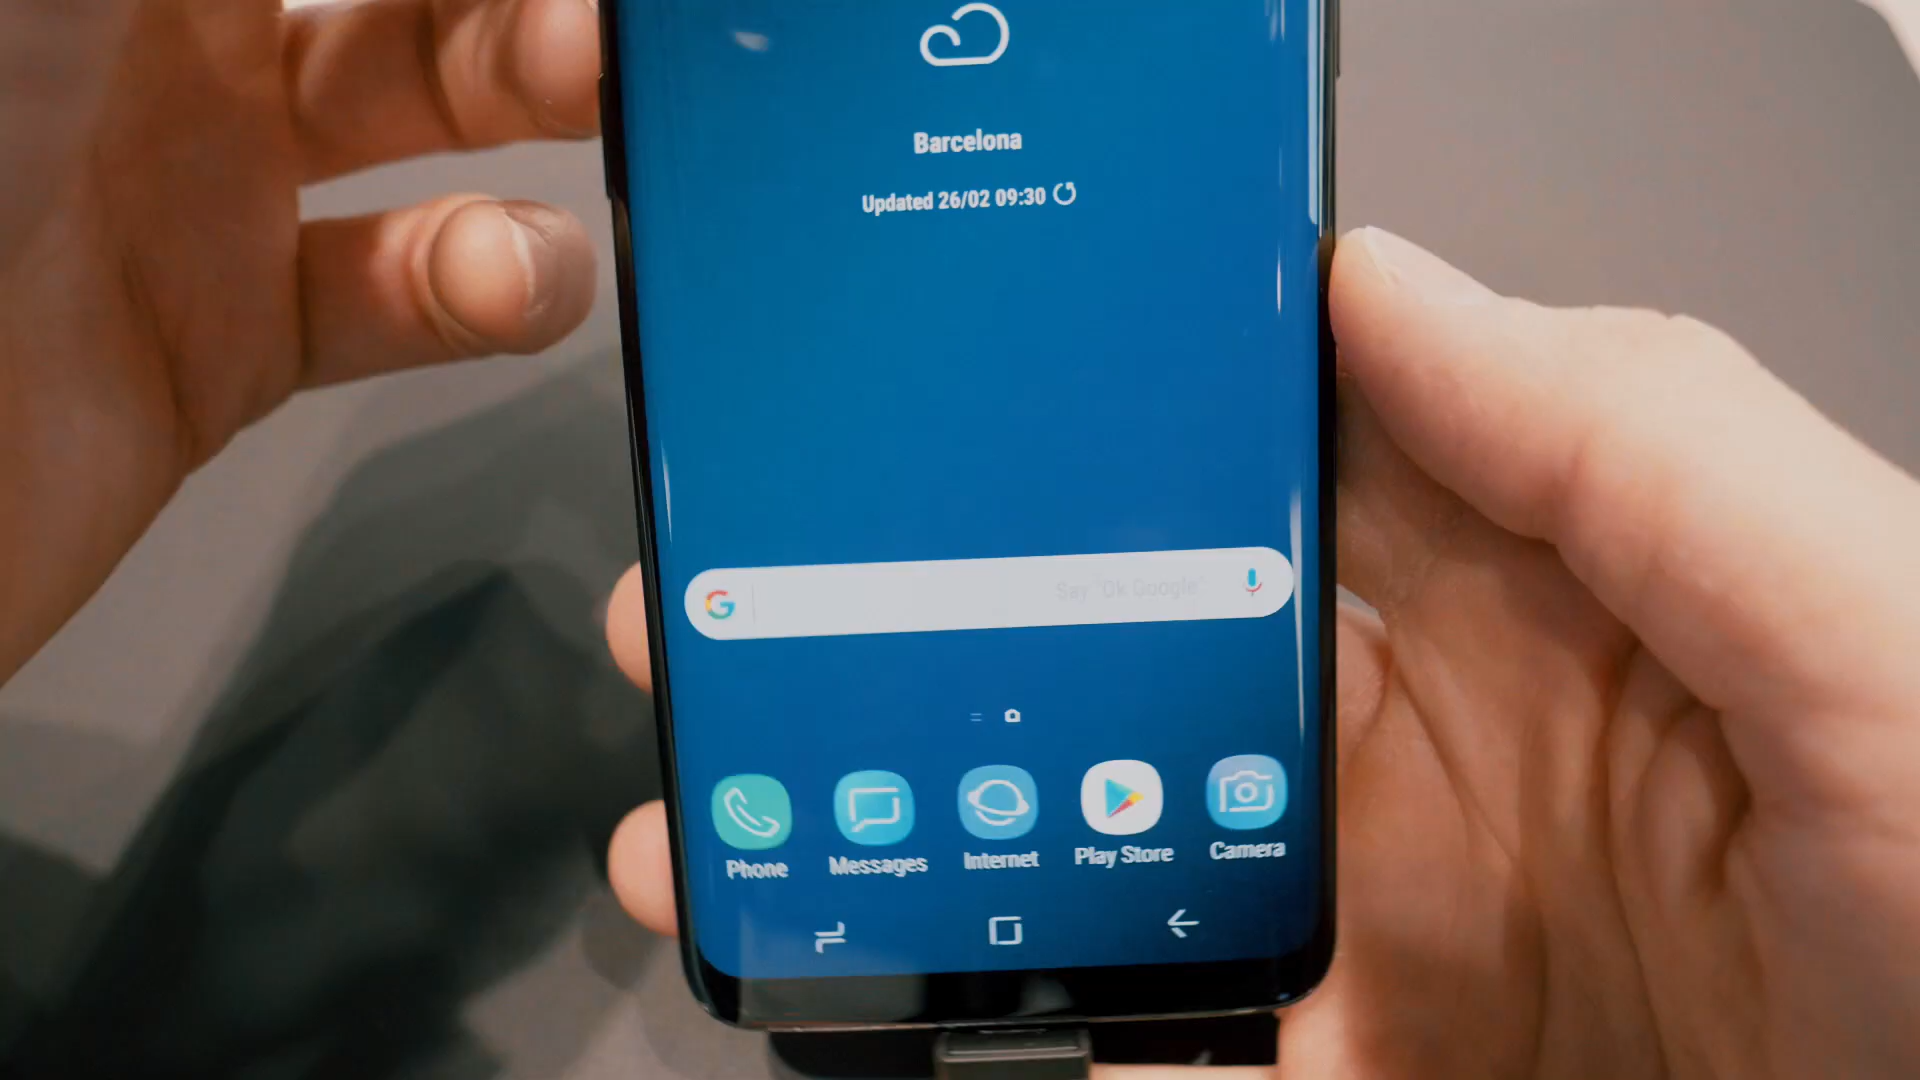 Barcelona
Updated 26/02 09:30
Say "Ok Google"
Phone
Messages
Internet
Play Store
Camera